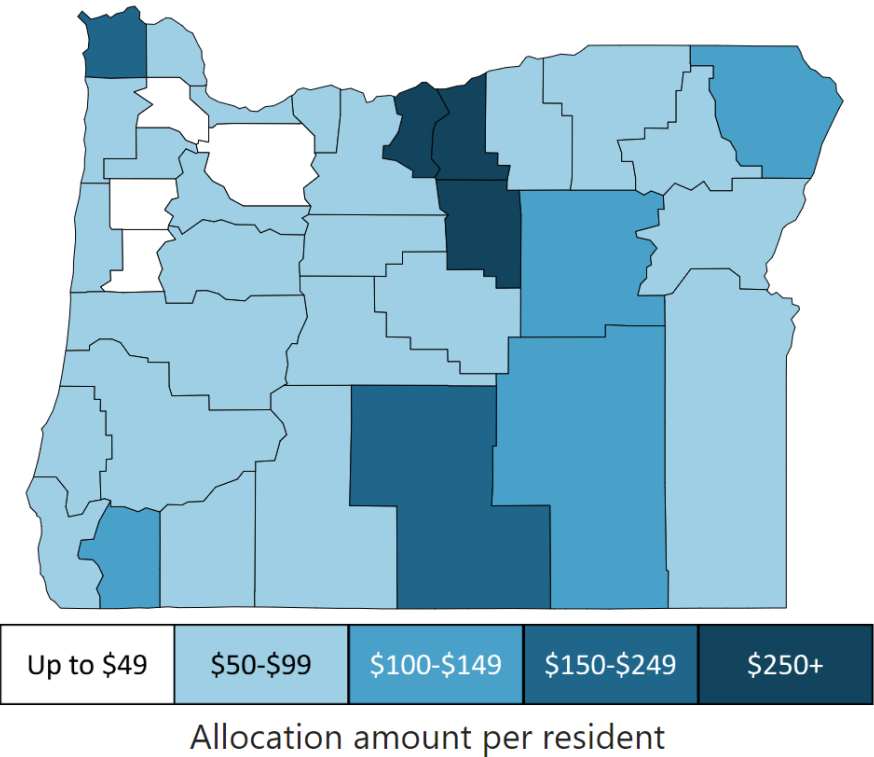 Up to $49 $50-$99 $100-$149 $150-$249 $250+
Allocation amount per resident